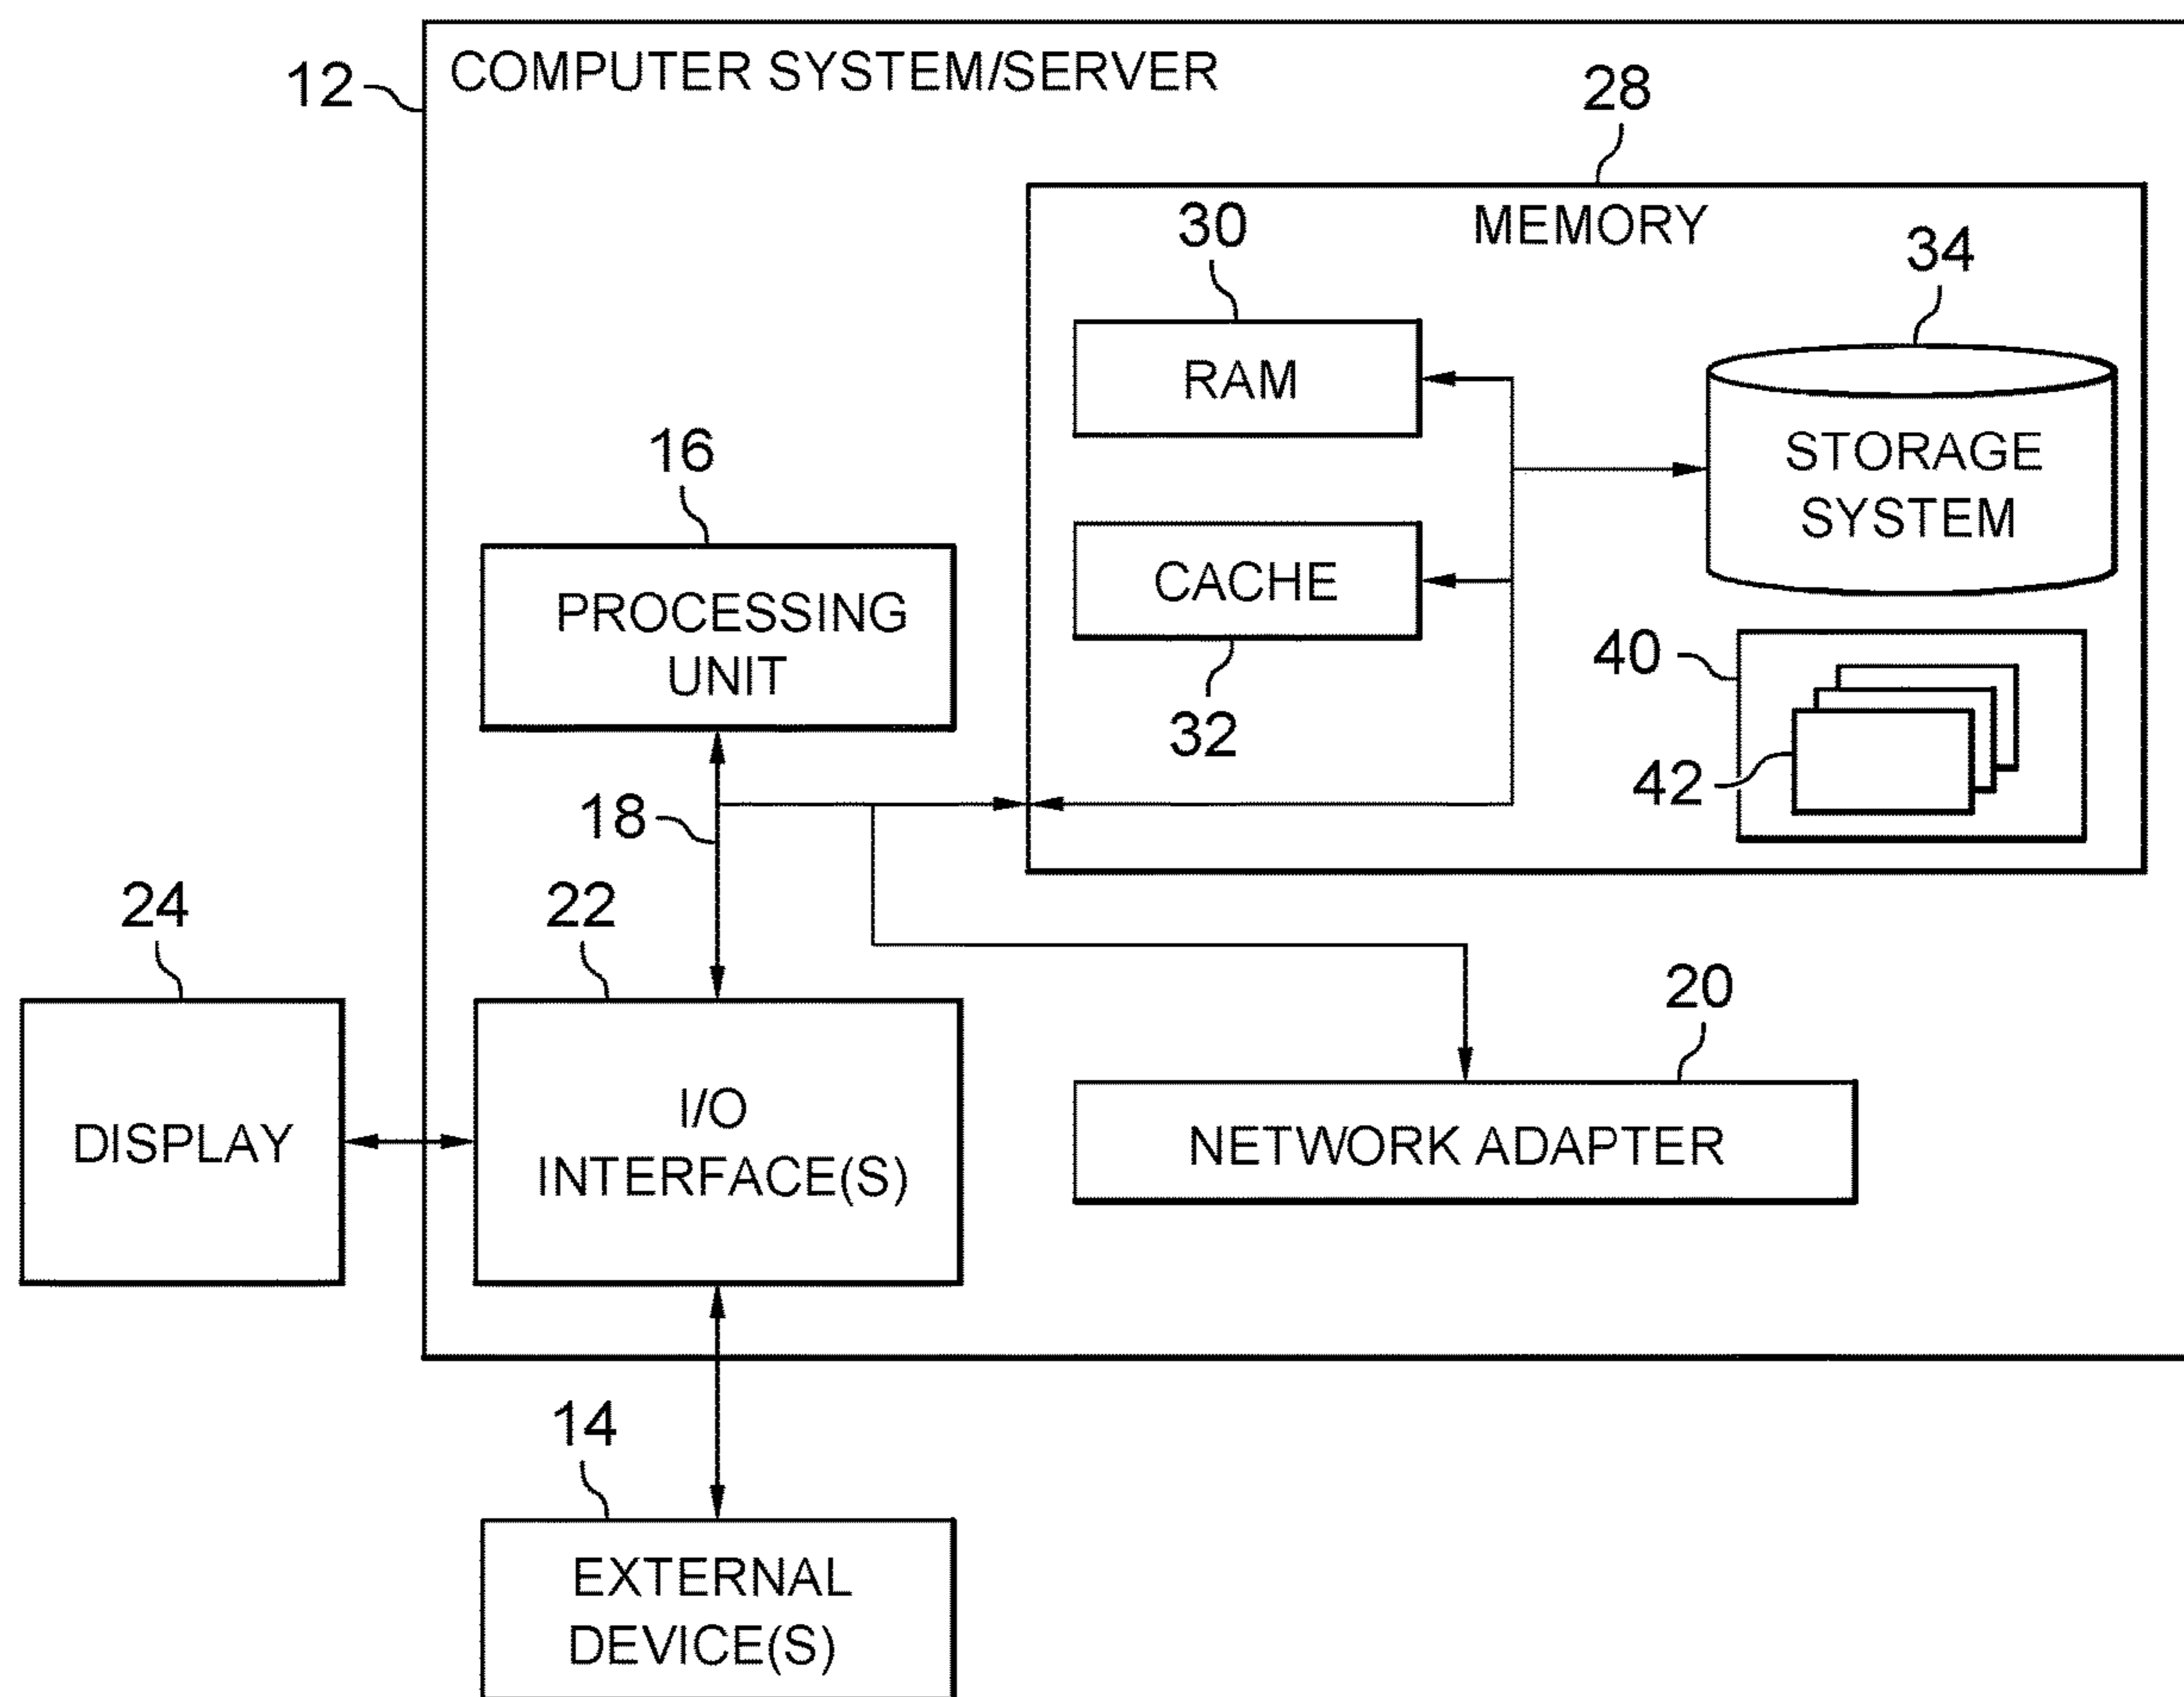 12
COMPUTER SYSTEM/SERVER
28
MEMORY
30
34
RAM
STORAGE
SYSTEM
16
PROCESSING
UNIT
CACHE
32
40
42
18
24
22
20
DISPLAY
I/O
INTERFACE(S)
NETWORK ADAPTER
14
EXTERNAL
DEVICE(S)